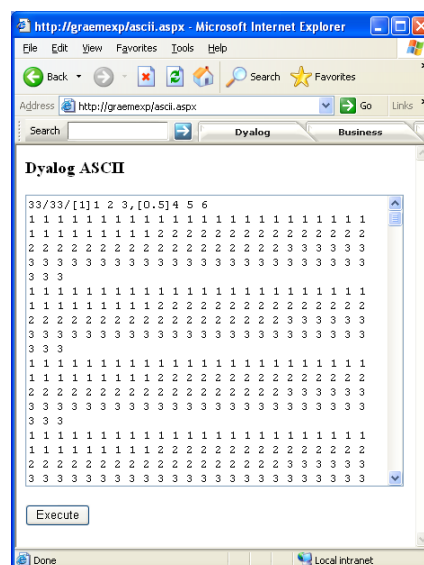 http://graemexp/ascii.aspx - Microsoft Internet Explorer
File Edit View Favorites Tools Help
Back Search Favorites
Address http://graemexp/ascii.aspx Go Links
Search Dyalog Business
Dyalog ASCII
33/33/[1]1 2 3,[0.5]4 5 6
1 1 1 1 1 1 1 1 1 1 1 1 1 1 1 1 1 1 1 1 1 1 1 1
1 1 1 1 1 1 1 1 1 2 2 2 2 2 2 2 2 2 2 2 2 2 2 2
2 2 2 2 2 2 2 2 2 2 2 2 2 2 2 2 2 2 3 3 3 3 3 3
3 3 3 3 3 3 3 3 3 3 3 3 3 3 3 3 3 3 3 3 3 3 3 3
3 3 3
1 1 1 1 1 1 1 1 1 1 1 1 1 1 1 1 1 1 1 1 1 1 1 1
1 1 1 1 1 1 1 1 1 2 2 2 2 2 2 2 2 2 2 2 2 2 2 2
2 2 2 2 2 2 2 2 2 2 2 2 2 2 2 2 2 2 3 3 3 3 3 3
3 3 3 3 3 3 3 3 3 3 3 3 3 3 3 3 3 3 3 3 3 3 3 3
3 3 3
1 1 1 1 1 1 1 1 1 1 1 1 1 1 1 1 1 1 1 1 1 1 1 1
1 1 1 1 1 1 1 1 1 2 2 2 2 2 2 2 2 2 2 2 2 2 2 2
2 2 2 2 2 2 2 2 2 2 2 2 2 2 2 2 2 2 3 3 3 3 3 3
3 3 3 3 3 3 3 3 3 3 3 3 3 3 3 3 3 3 3 3 3 3 3 3
3 3 3
1 1 1 1 1 1 1 1 1 1 1 1 1 1 1 1 1 1 1 1 1 1 1 1
1 1 1 1 1 1 1 1 1 2 2 2 2 2 2 2 2 2 2 2 2 2 2 2
2 2 2 2 2 2 2 2 2 2 2 2 2 2 2 2 2 2 3 3 3 3 3 3
3 3 3 3 3 3 3 3 3 3 3 3 3 3 3 3 3 3 3 3 3 3 3 3
Execute
Done Local intranet